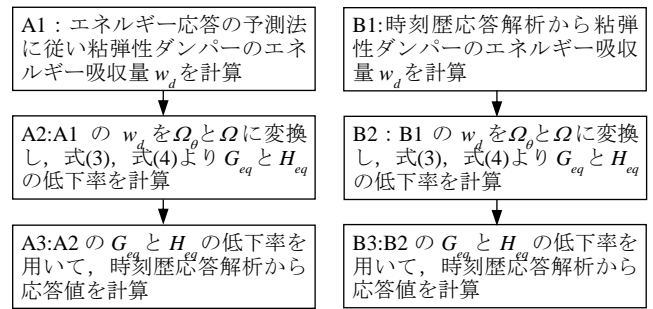 A1：エネルギー応答の予測法
に従い粘弾性ダンパーのエネ
ルギー吸収量 w_d を計算
A2:A1 の w_d をΩ_θとΩに変換
し，式(3)，式(4)より G_eq と H_eq
の低下率を計算
A3:A2 の G_eq と H_eq の低下率を
用いて，時刻歴応答解析から
応答値を計算
B1:時刻歴応答解析から粘弾
性ダンパーのエネルギー吸収
量 w_d を計算
B2：B1 の w_d をΩ_θとΩに変換
し，式(3)，式(4)より G_eq と H_eq
の低下率を計算
B3:B2 の G_eq と H_eq の低下率を
用いて，時刻歴応答解析から
応答値を計算